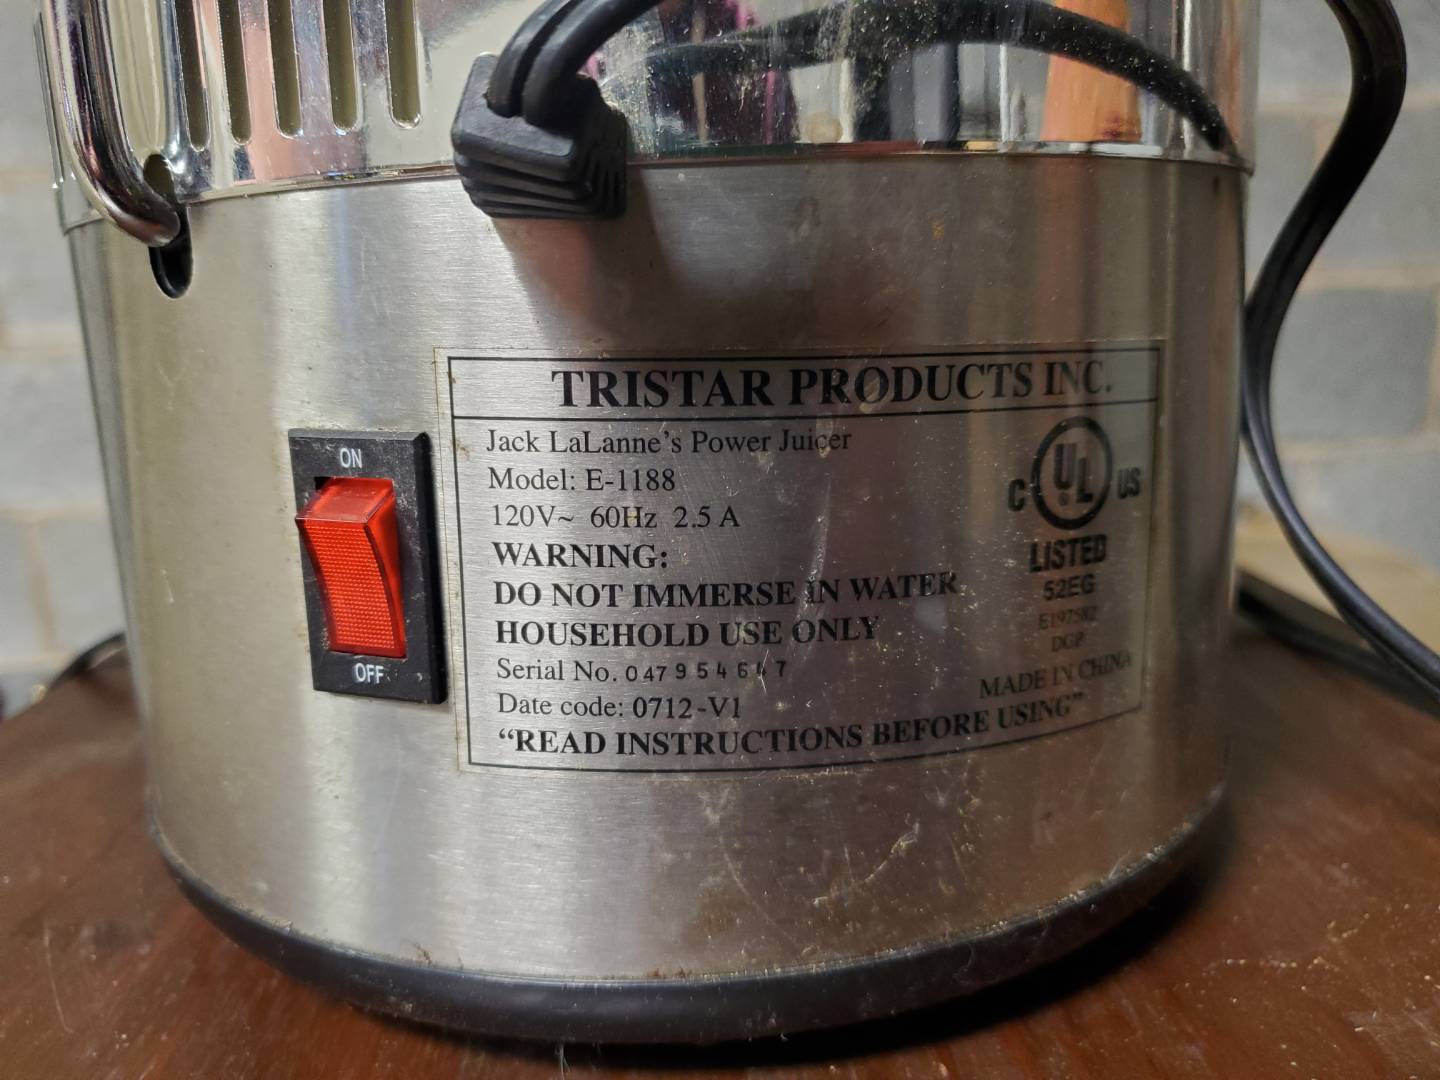 ON
OFF
TRISTAR PRODUCTS INC.
Jack LaLanne's Power Juicer
Model: E-1188
120V~ 60Hz 2.5 A
WARNING:
DO NOT IMMERSE IN WATER
HOUSEHOLD USE ONLY
Serial No.
Date code: 0712-V1
"READ INSTRUCTIONS BEFORE USING"
C UL US
LISTED
52EG
E197582
DGP
MADE IN CHINA